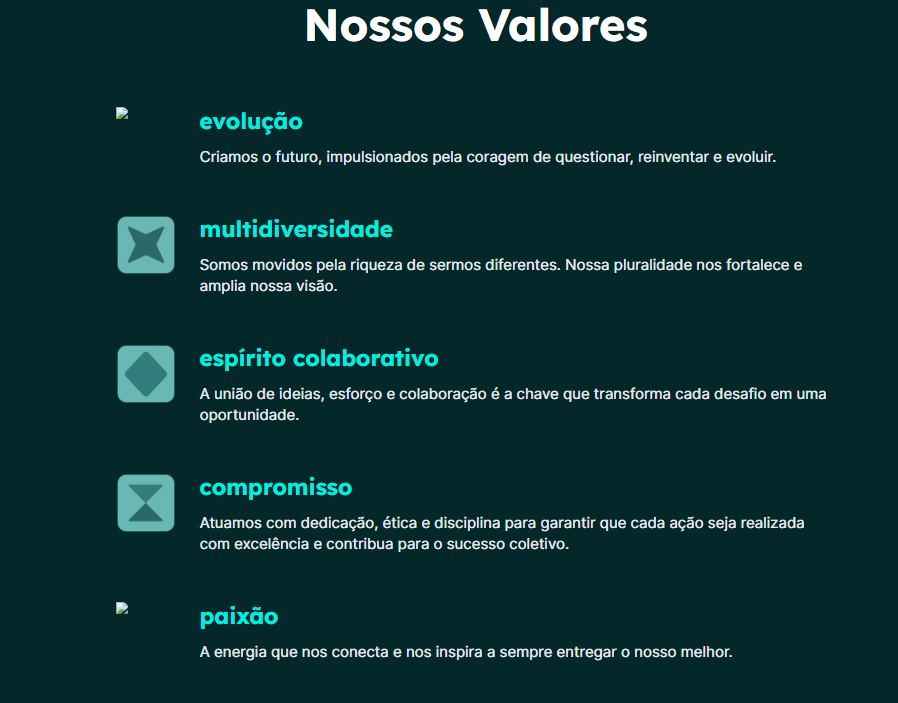 Nossos Valores
evolução
Criamos o futuro, impulsionados pela coragem de questionar, reinventar e evoluir.
multidiversidade
Somos movidos pela riqueza de sermos diferentes. Nossa pluralidade nos fortalece e
amplia nossa visão.
espírito colaborativo
A união de ideias, esforço e colaboração é a chave que transforma cada desafio em uma
oportunidade.
compromisso
Atuamos com dedicação, ética e disciplina para garantir que cada ação seja realizada
com excelência e contribua para o sucesso coletivo.
paixão
A energia que nos conecta e nos inspira a sempre entregar o nosso melhor.